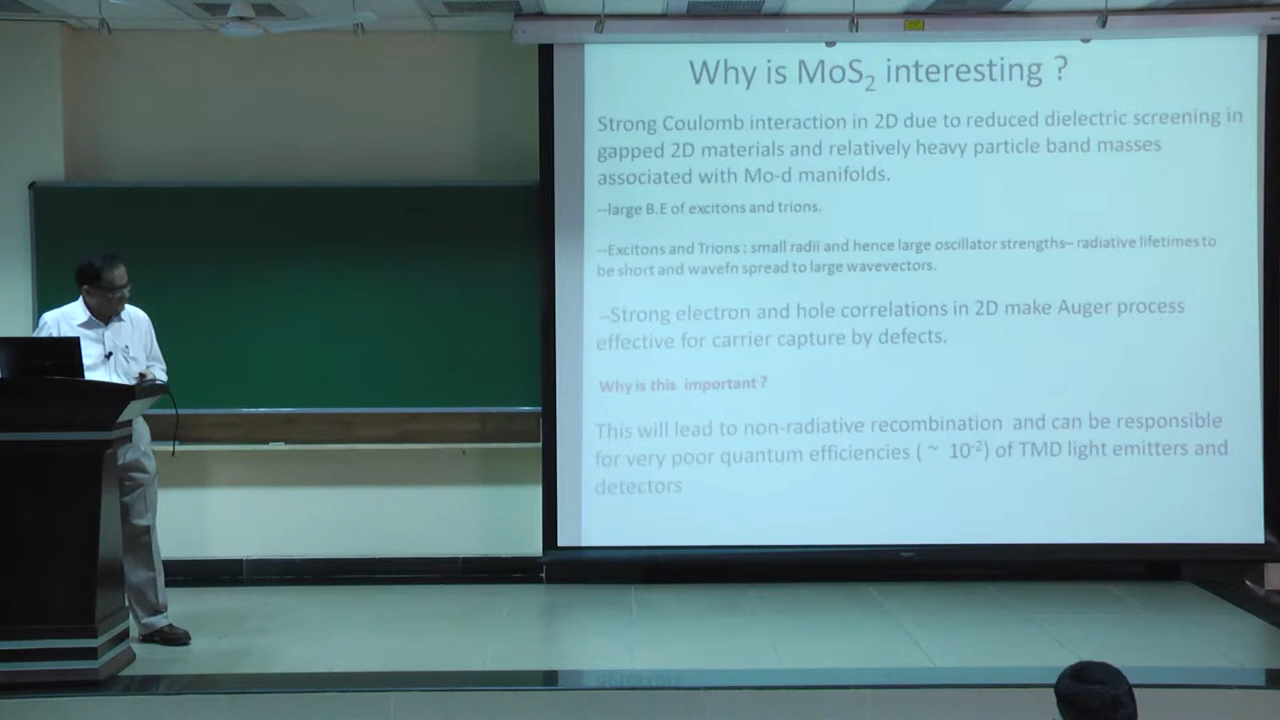 Why is MoS₂ interesting ?
Strong Coulomb interaction in 2D due to reduced dielectric screening in
gapped 2D materials and relatively heavy particle band masses
associated with Mo-d manifolds.
--large B.E of excitons and trions.
--Excitons and Trions : small radii and hence large oscillator strengths– radiative lifetimes to
be short and wavefn spread to large wavevectors.
--Strong electron and hole correlations in 2D make Auger process
effective for carrier capture by defects.
Why is this important ?
This will lead to non-radiative recombination and can be responsible
for very poor quantum efficiencies ( ~ 10⁻²) of TMD light emitters and
detectors